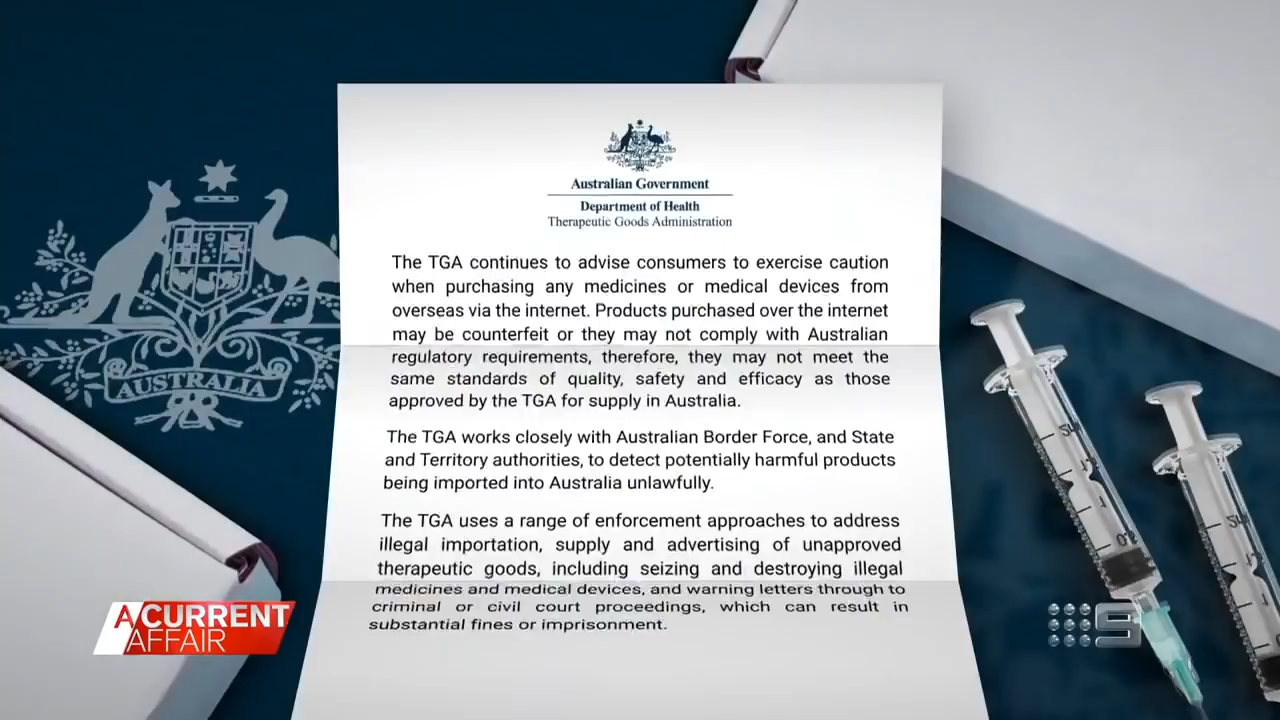 Australian Government
Department of Health
Therapeutic Goods Administration
The TGA continues to advise consumers to exercise caution
when purchasing any medicines or medical devices from
overseas via the internet. Products purchased over the internet
may be counterfeit or they may not comply with Australian
regulatory requirements, therefore, they may not meet the
same standards of quality, safety and efficacy as those
approved by the TGA for supply in Australia.
The TGA works closely with Australian Border Force, and State
and Territory authorities, to detect potentially harmful products
being imported into Australia unlawfully.
The TGA uses a range of enforcement approaches to address
illegal importation, supply and advertising of unapproved
therapeutic goods, including seizing and destroying illegal
medicines and medical devices, and warning letters through to
criminal or civil court proceedings, which can result in
substantial fines or imprisonment.
AUSTRALIA
A CURRENT
AFFAIR
9